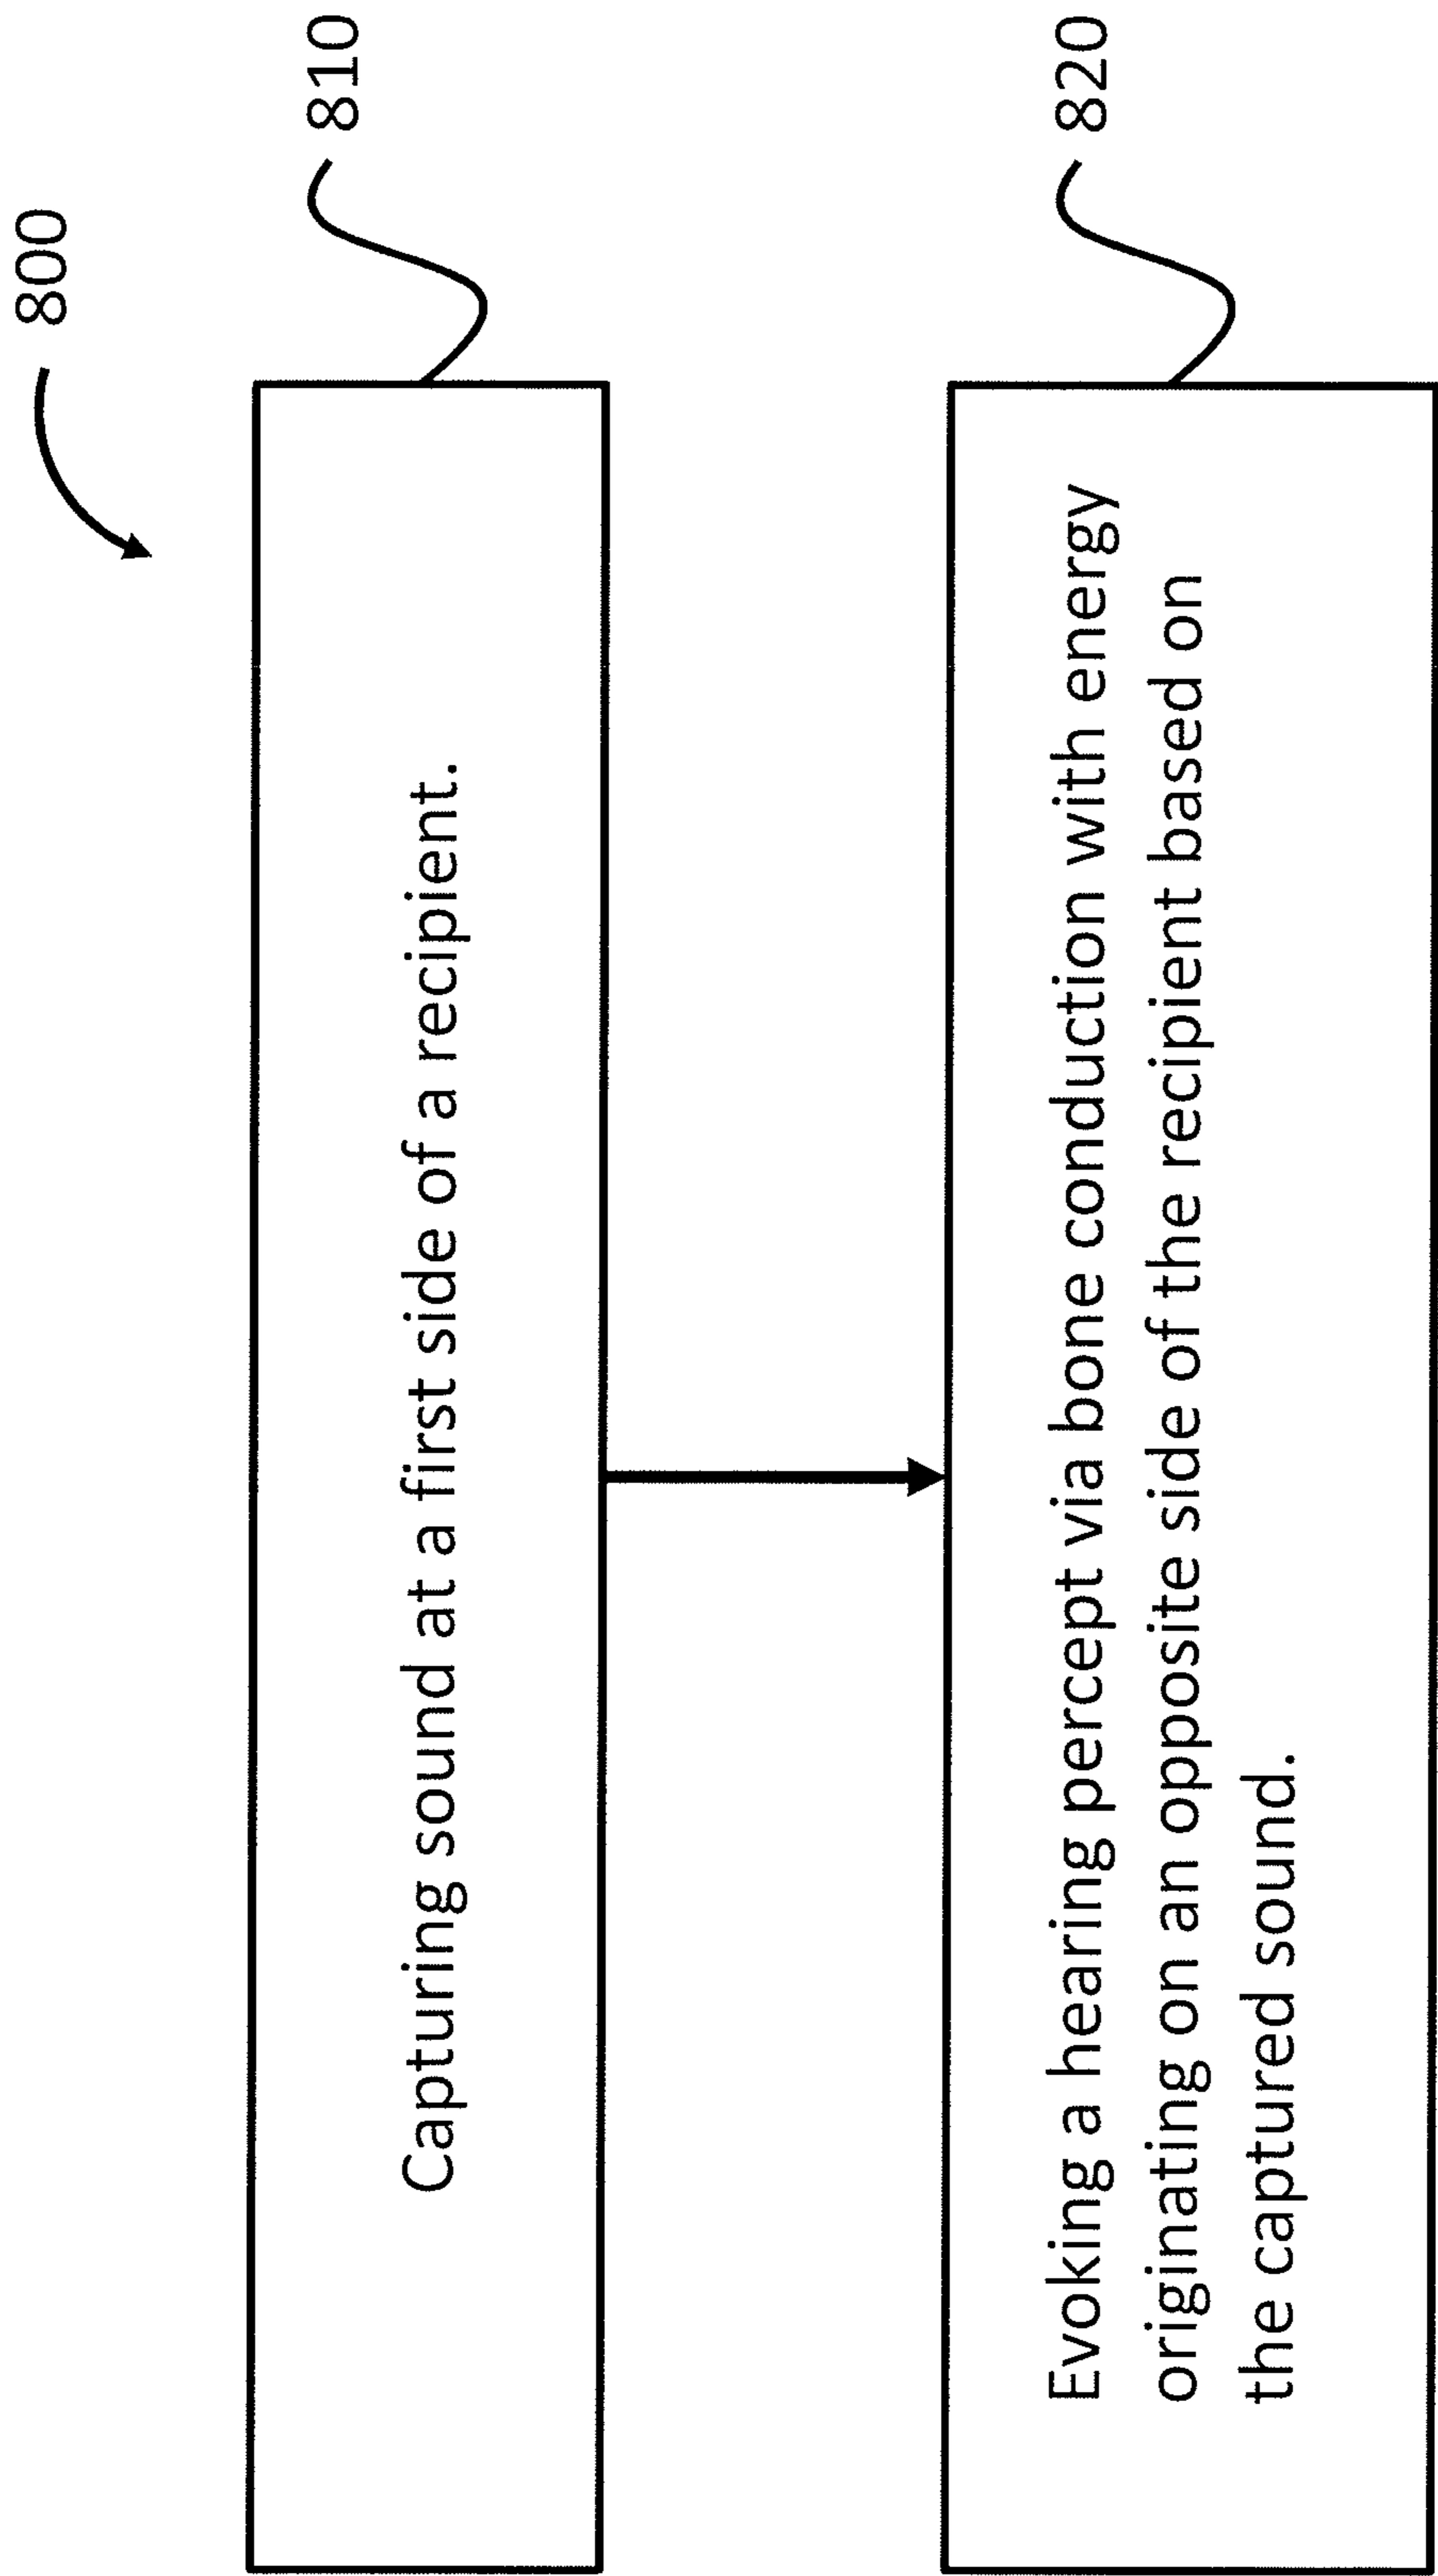 800
810
Capturing sound at a first side of a recipient.
820
Evoking a hearing percept via bone conduction with energy
originating on an opposite side of the recipient based on
the captured sound.